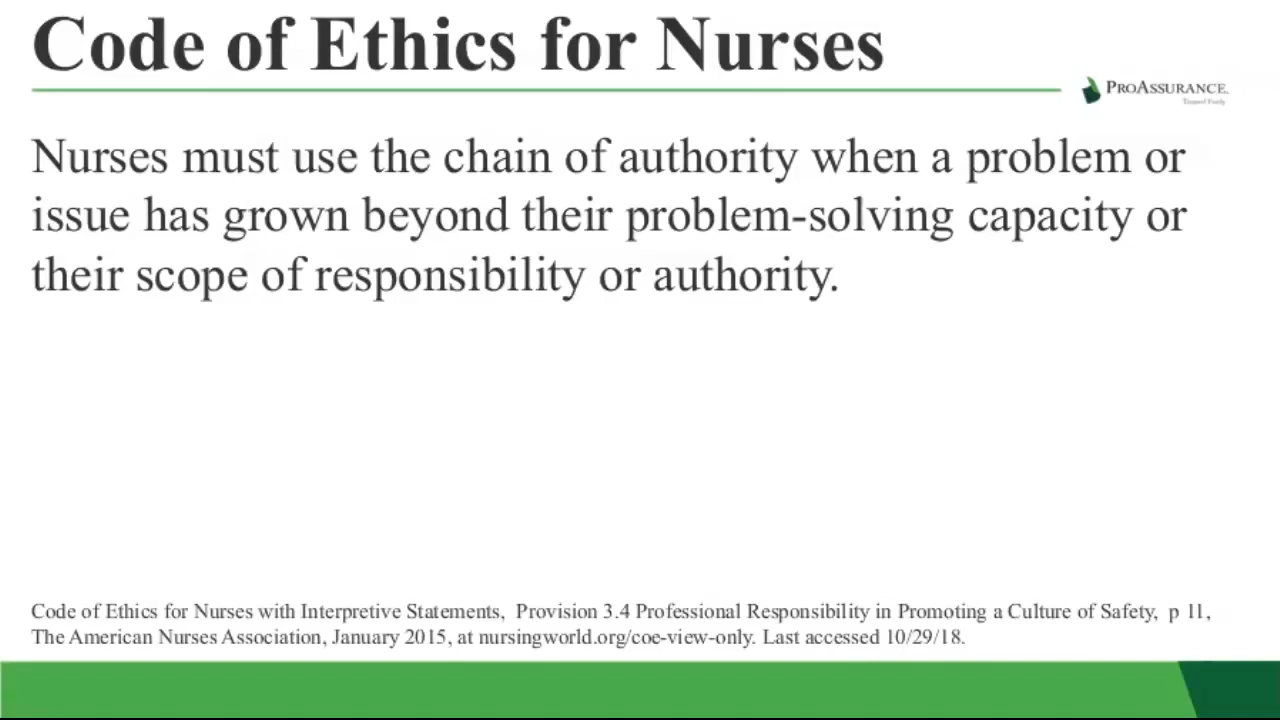 Code of Ethics for Nurses
PROASSURANCE.
Treated Fairly
Nurses must use the chain of authority when a problem or
issue has grown beyond their problem-solving capacity or
their scope of responsibility or authority.
Code of Ethics for Nurses with Interpretive Statements, Provision 3.4 Professional Responsibility in Promoting a Culture of Safety, p 11,
The American Nurses Association, January 2015, at nursingworld.org/coe-view-only. Last accessed 10/29/18.